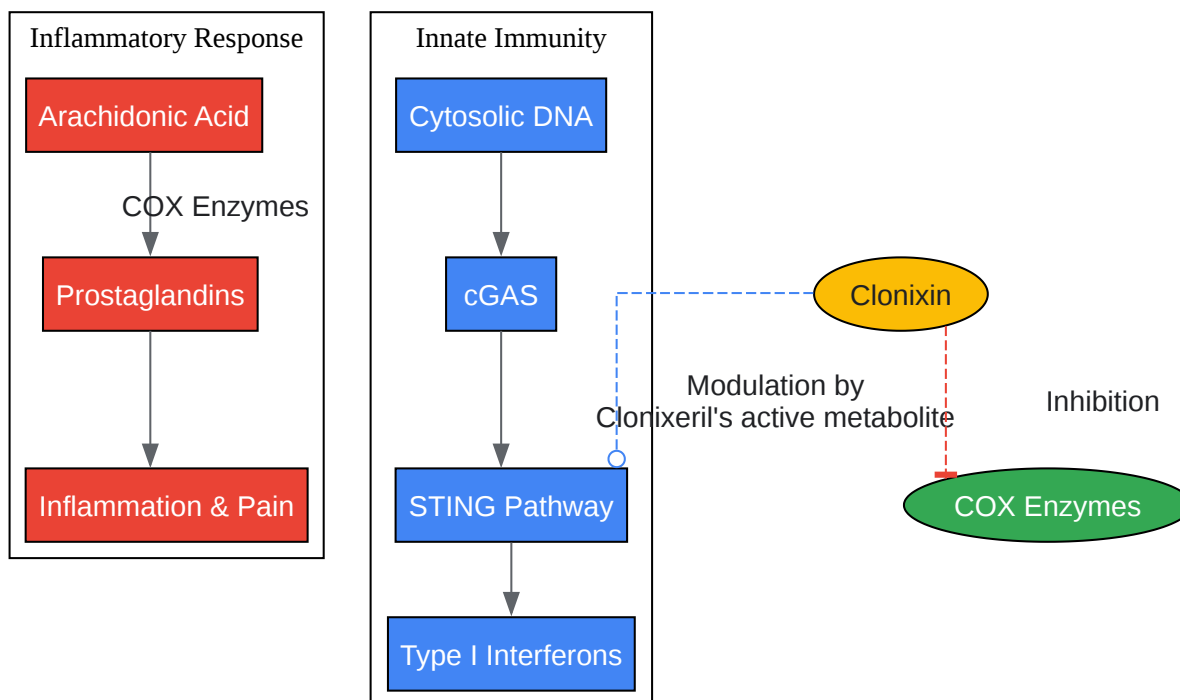 Inflammatory Response
Arachidonic Acid
COX Enzymes
Prostaglandins
Inflammation & Pain
Innate Immunity
Cytosolic DNA
cGAS
STING Pathway
Type I Interferons
Clonixin
Modulation by
Clonixeril's active metabolite
Inhibition
COX Enzymes